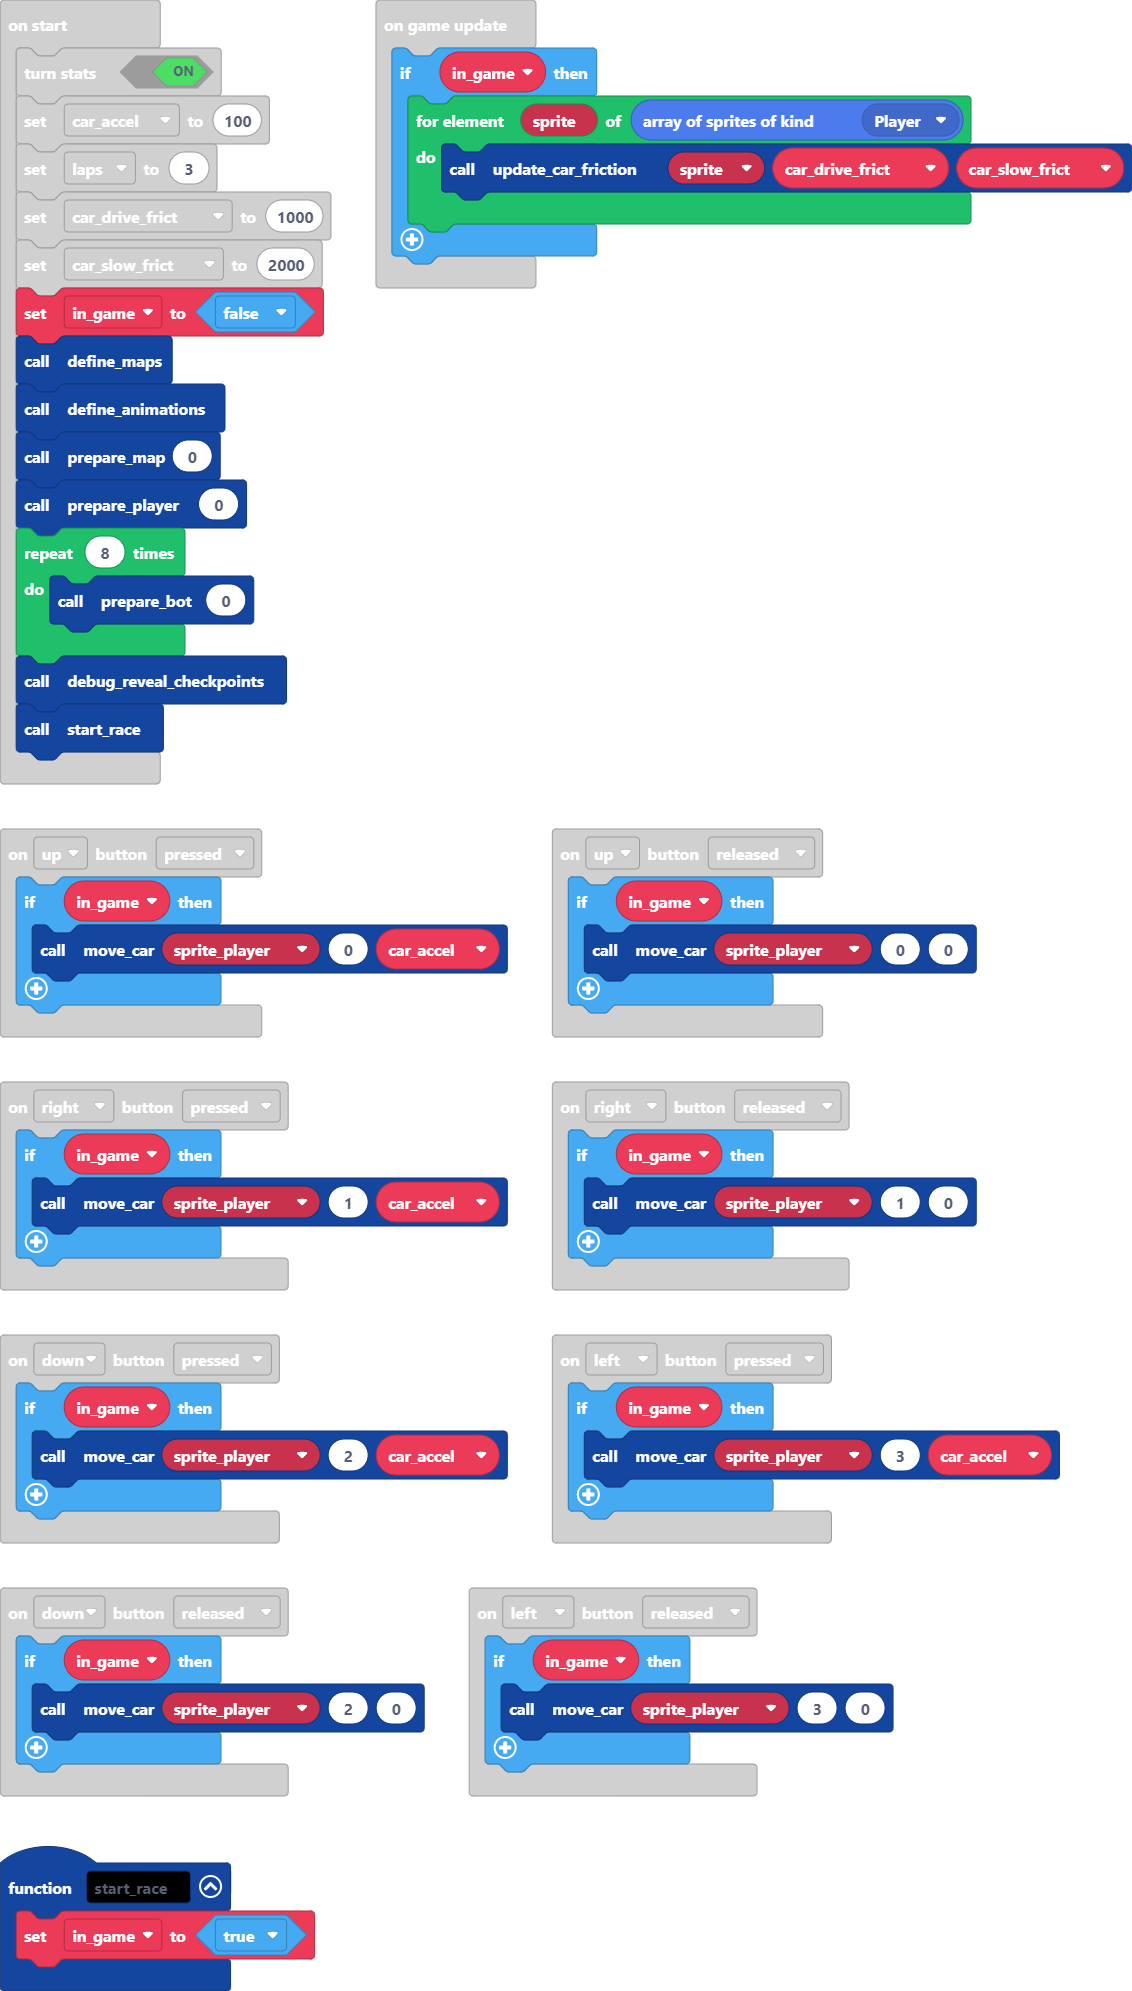 on start
turn stats ON
set car_accel to 100
set laps to 3
set car_drive_frict to 1000
set car_slow_frict to 2000
set in_game to false
call define_maps
call define_animations
call prepare_map 0
call prepare_player 0
repeat 8 times
do
call prepare_bot 0
call debug_reveal_checkpoints
call start_race
on game update
if in_game then
for element sprite of array of sprites of kind Player
do
call update_car_friction sprite car_drive_frict car_slow_frict
on up button pressed
if in_game then
call move_car sprite_player 0 car_accel
on up button released
if in_game then
call move_car sprite_player 0 0
on right button pressed
if in_game then
call move_car sprite_player 1 car_accel
on right button released
if in_game then
call move_car sprite_player 1 0
on down button pressed
if in_game then
call move_car sprite_player 2 car_accel
on left button pressed
if in_game then
call move_car sprite_player 3 car_accel
on down button released
if in_game then
call move_car sprite_player 2 0
on left button released
if in_game then
call move_car sprite_player 3 0
function start_race
set in_game to true